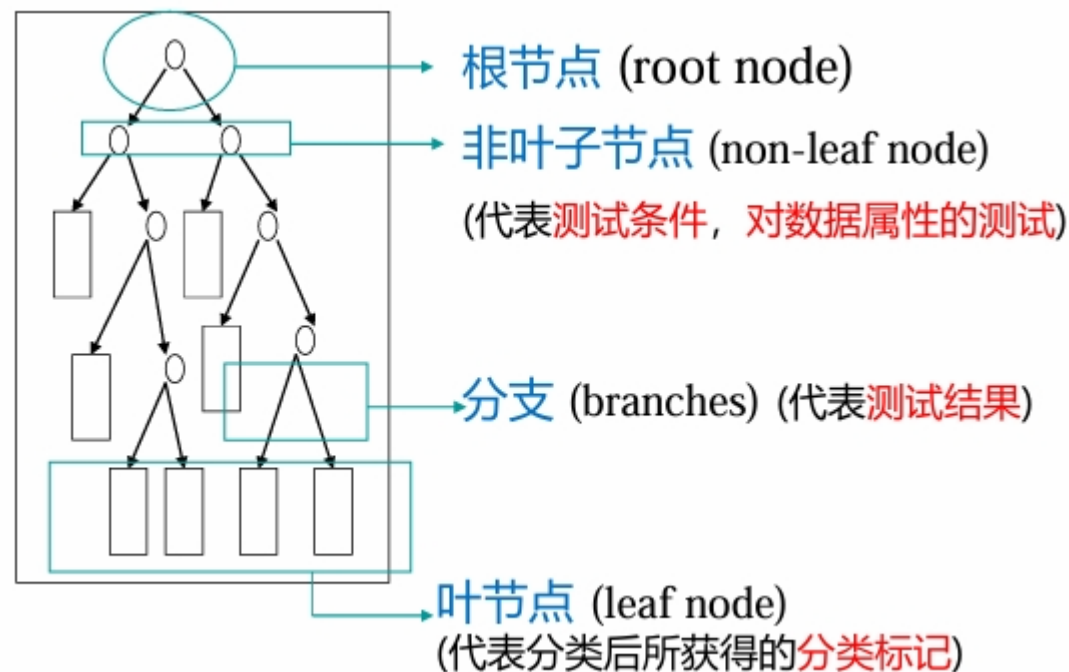 根节点 (root node)
非叶子节点 (non-leaf node)
(代表测试条件，对数据属性的测试)
分支 (branches) (代表测试结果)
叶节点 (leaf node)
(代表分类后所获得的分类标记)